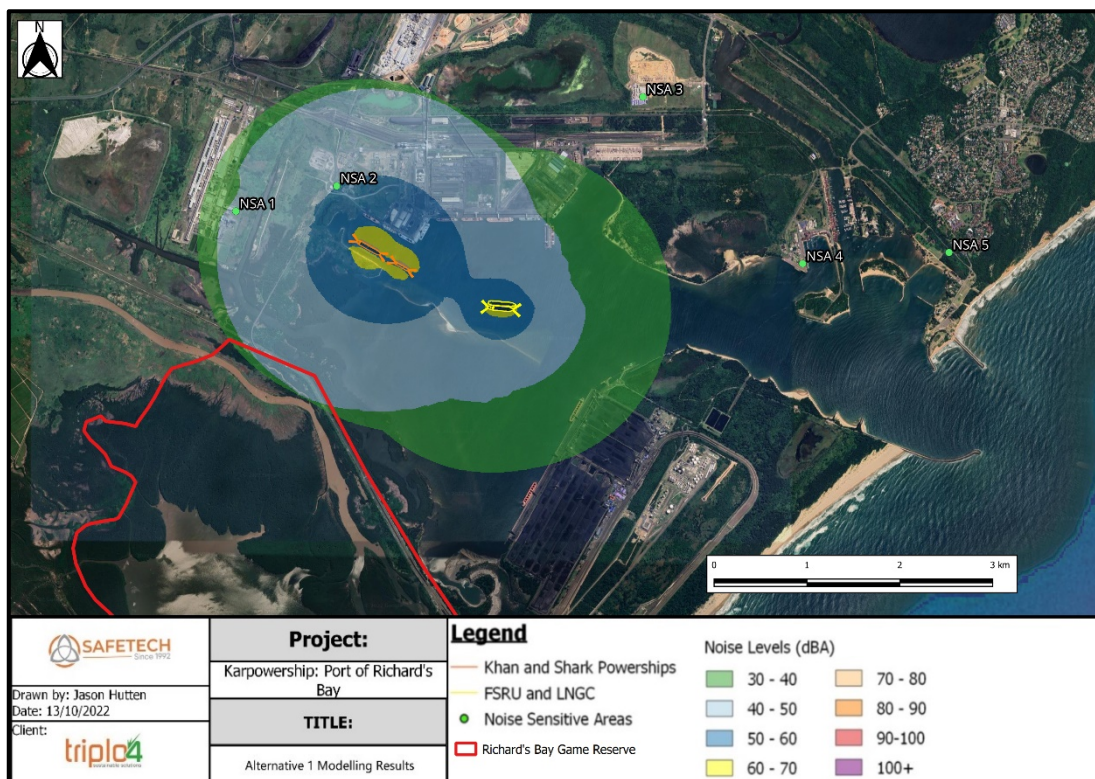 N
NSA 3
NSA 2
NSA 1
NSA 5
NSA 4
0 1 2 3 km
SAFETECH
Since 1992
Drawn by: Jason Hutten
Date: 13/10/2022
Client:
triplo4
sustainable solutions
Project:
Karpowership: Port of Richard's
Bay
TITLE:
Alternative 1 Modelling Results
Legend
Khan and Shark Powerships
FSRU and LNGC
Noise Sensitive Areas
Richard's Bay Game Reserve
Noise Levels (dBA)
30 - 40
40 - 50
50 - 60
60 - 70
70 - 80
80 - 90
90-100
100+